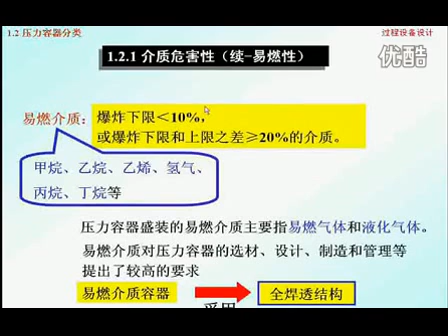 1.2 压力容器分类
过程设备设计
优酷
1.2.1 介质危害性（续-易燃性）
易燃介质：
爆炸下限＜10%，
或爆炸下限和上限之差≥20%的介质。
甲烷、乙烷、乙烯、氢气、
丙烷、丁烷等
压力容器盛装的易燃介质主要指易燃气体和液化气体。
易燃介质对压力容器的选材、设计、制造和管理等
提出了较高的要求
易燃介质容器
全焊透结构
采用